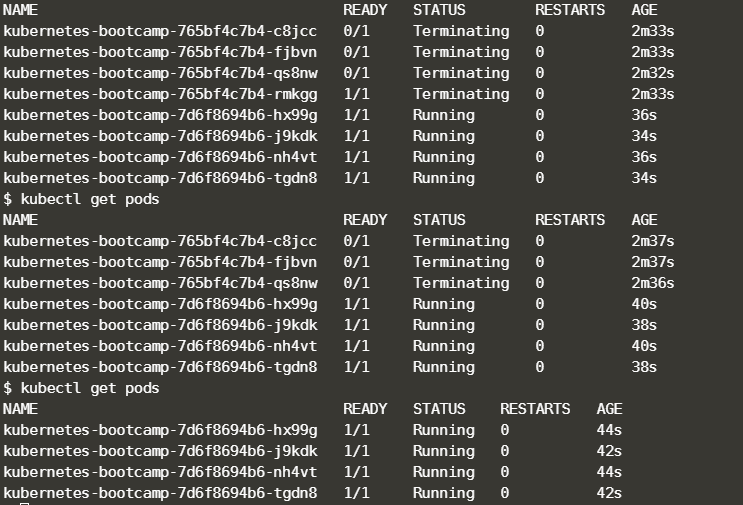 NAME                                   READY   STATUS        RESTARTS   AGE
kubernetes-bootcamp-765bf4c7b4-c8jcc   0/1     Terminating   0          2m33s
kubernetes-bootcamp-765bf4c7b4-fjbvn   0/1     Terminating   0          2m33s
kubernetes-bootcamp-765bf4c7b4-qs8nw   0/1     Terminating   0          2m32s
kubernetes-bootcamp-765bf4c7b4-rmkgg   1/1     Terminating   0          2m33s
kubernetes-bootcamp-7d6f8694b6-hx99g   1/1     Running       0          36s
kubernetes-bootcamp-7d6f8694b6-j9kdk   1/1     Running       0          34s
kubernetes-bootcamp-7d6f8694b6-nh4vt   1/1     Running       0          36s
kubernetes-bootcamp-7d6f8694b6-tgdn8   1/1     Running       0          34s
$ kubectl get pods
NAME                                   READY   STATUS        RESTARTS   AGE
kubernetes-bootcamp-765bf4c7b4-c8jcc   0/1     Terminating   0          2m37s
kubernetes-bootcamp-765bf4c7b4-fjbvn   0/1     Terminating   0          2m37s
kubernetes-bootcamp-765bf4c7b4-qs8nw   0/1     Terminating   0          2m36s
kubernetes-bootcamp-7d6f8694b6-hx99g   1/1     Running       0          40s
kubernetes-bootcamp-7d6f8694b6-j9kdk   1/1     Running       0          38s
kubernetes-bootcamp-7d6f8694b6-nh4vt   1/1     Running       0          40s
kubernetes-bootcamp-7d6f8694b6-tgdn8   1/1     Running       0          38s
$ kubectl get pods
NAME                                   READY   STATUS    RESTARTS   AGE
kubernetes-bootcamp-7d6f8694b6-hx99g   1/1     Running   0          44s
kubernetes-bootcamp-7d6f8694b6-j9kdk   1/1     Running   0          42s
kubernetes-bootcamp-7d6f8694b6-nh4vt   1/1     Running   0          44s
kubernetes-bootcamp-7d6f8694b6-tgdn8   1/1     Running   0          42s